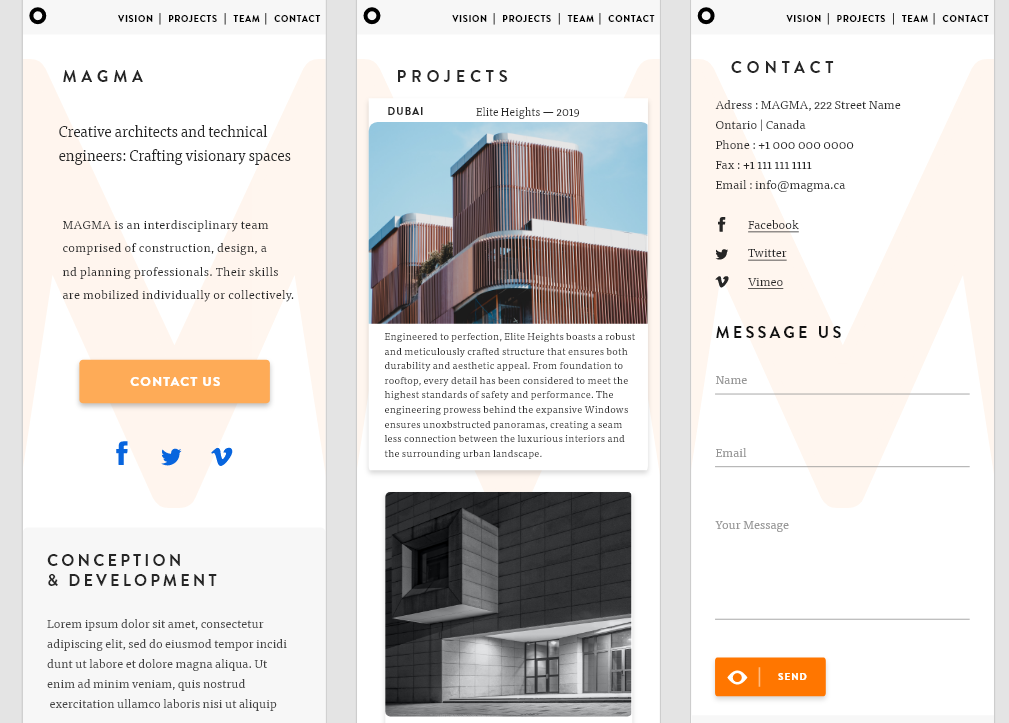 VISION | PROJECTS | TEAM | CONTACT
MAGMA
Creative architects and technical
engineers: Crafting visionary spaces
MAGMA is an interdisciplinary team
comprised of construction, design, a
nd planning professionals. Their skills
are mobilized individually or collectively.
CONTACT US
CONCEPTION
& DEVELOPMENT
Lorem ipsum dolor sit amet, consectetur
adipiscing elit, sed do eiusmod tempor incidi
dunt ut labore et dolore magna aliqua. Ut
enim ad minim veniam, quis nostrud
exercitation ullamco laboris nisi ut aliquip
VISION | PROJECTS | TEAM | CONTACT
PROJECTS
DUBAI Elite Heights — 2019
Engineered to perfection, Elite Heights boasts a robust
and meticulously crafted structure that ensures both
durability and aesthetic appeal. From foundation to
rooftop, every detail has been considered to meet the
highest standards of safety and performance. The
engineering prowess behind the expansive Windows
ensures unoxbstructed panoramas, creating a seam
less connection between the luxurious interiors and
the surrounding urban landscape.
VISION | PROJECTS | TEAM | CONTACT
CONTACT
Adress : MAGMA, 222 Street Name
Ontario | Canada
Phone : +1 000 000 0000
Fax : +1 111 111 1111
Email : info@magma.ca
Facebook
Twitter
Vimeo
MESSAGE US
Name
Email
Your Message
SEND